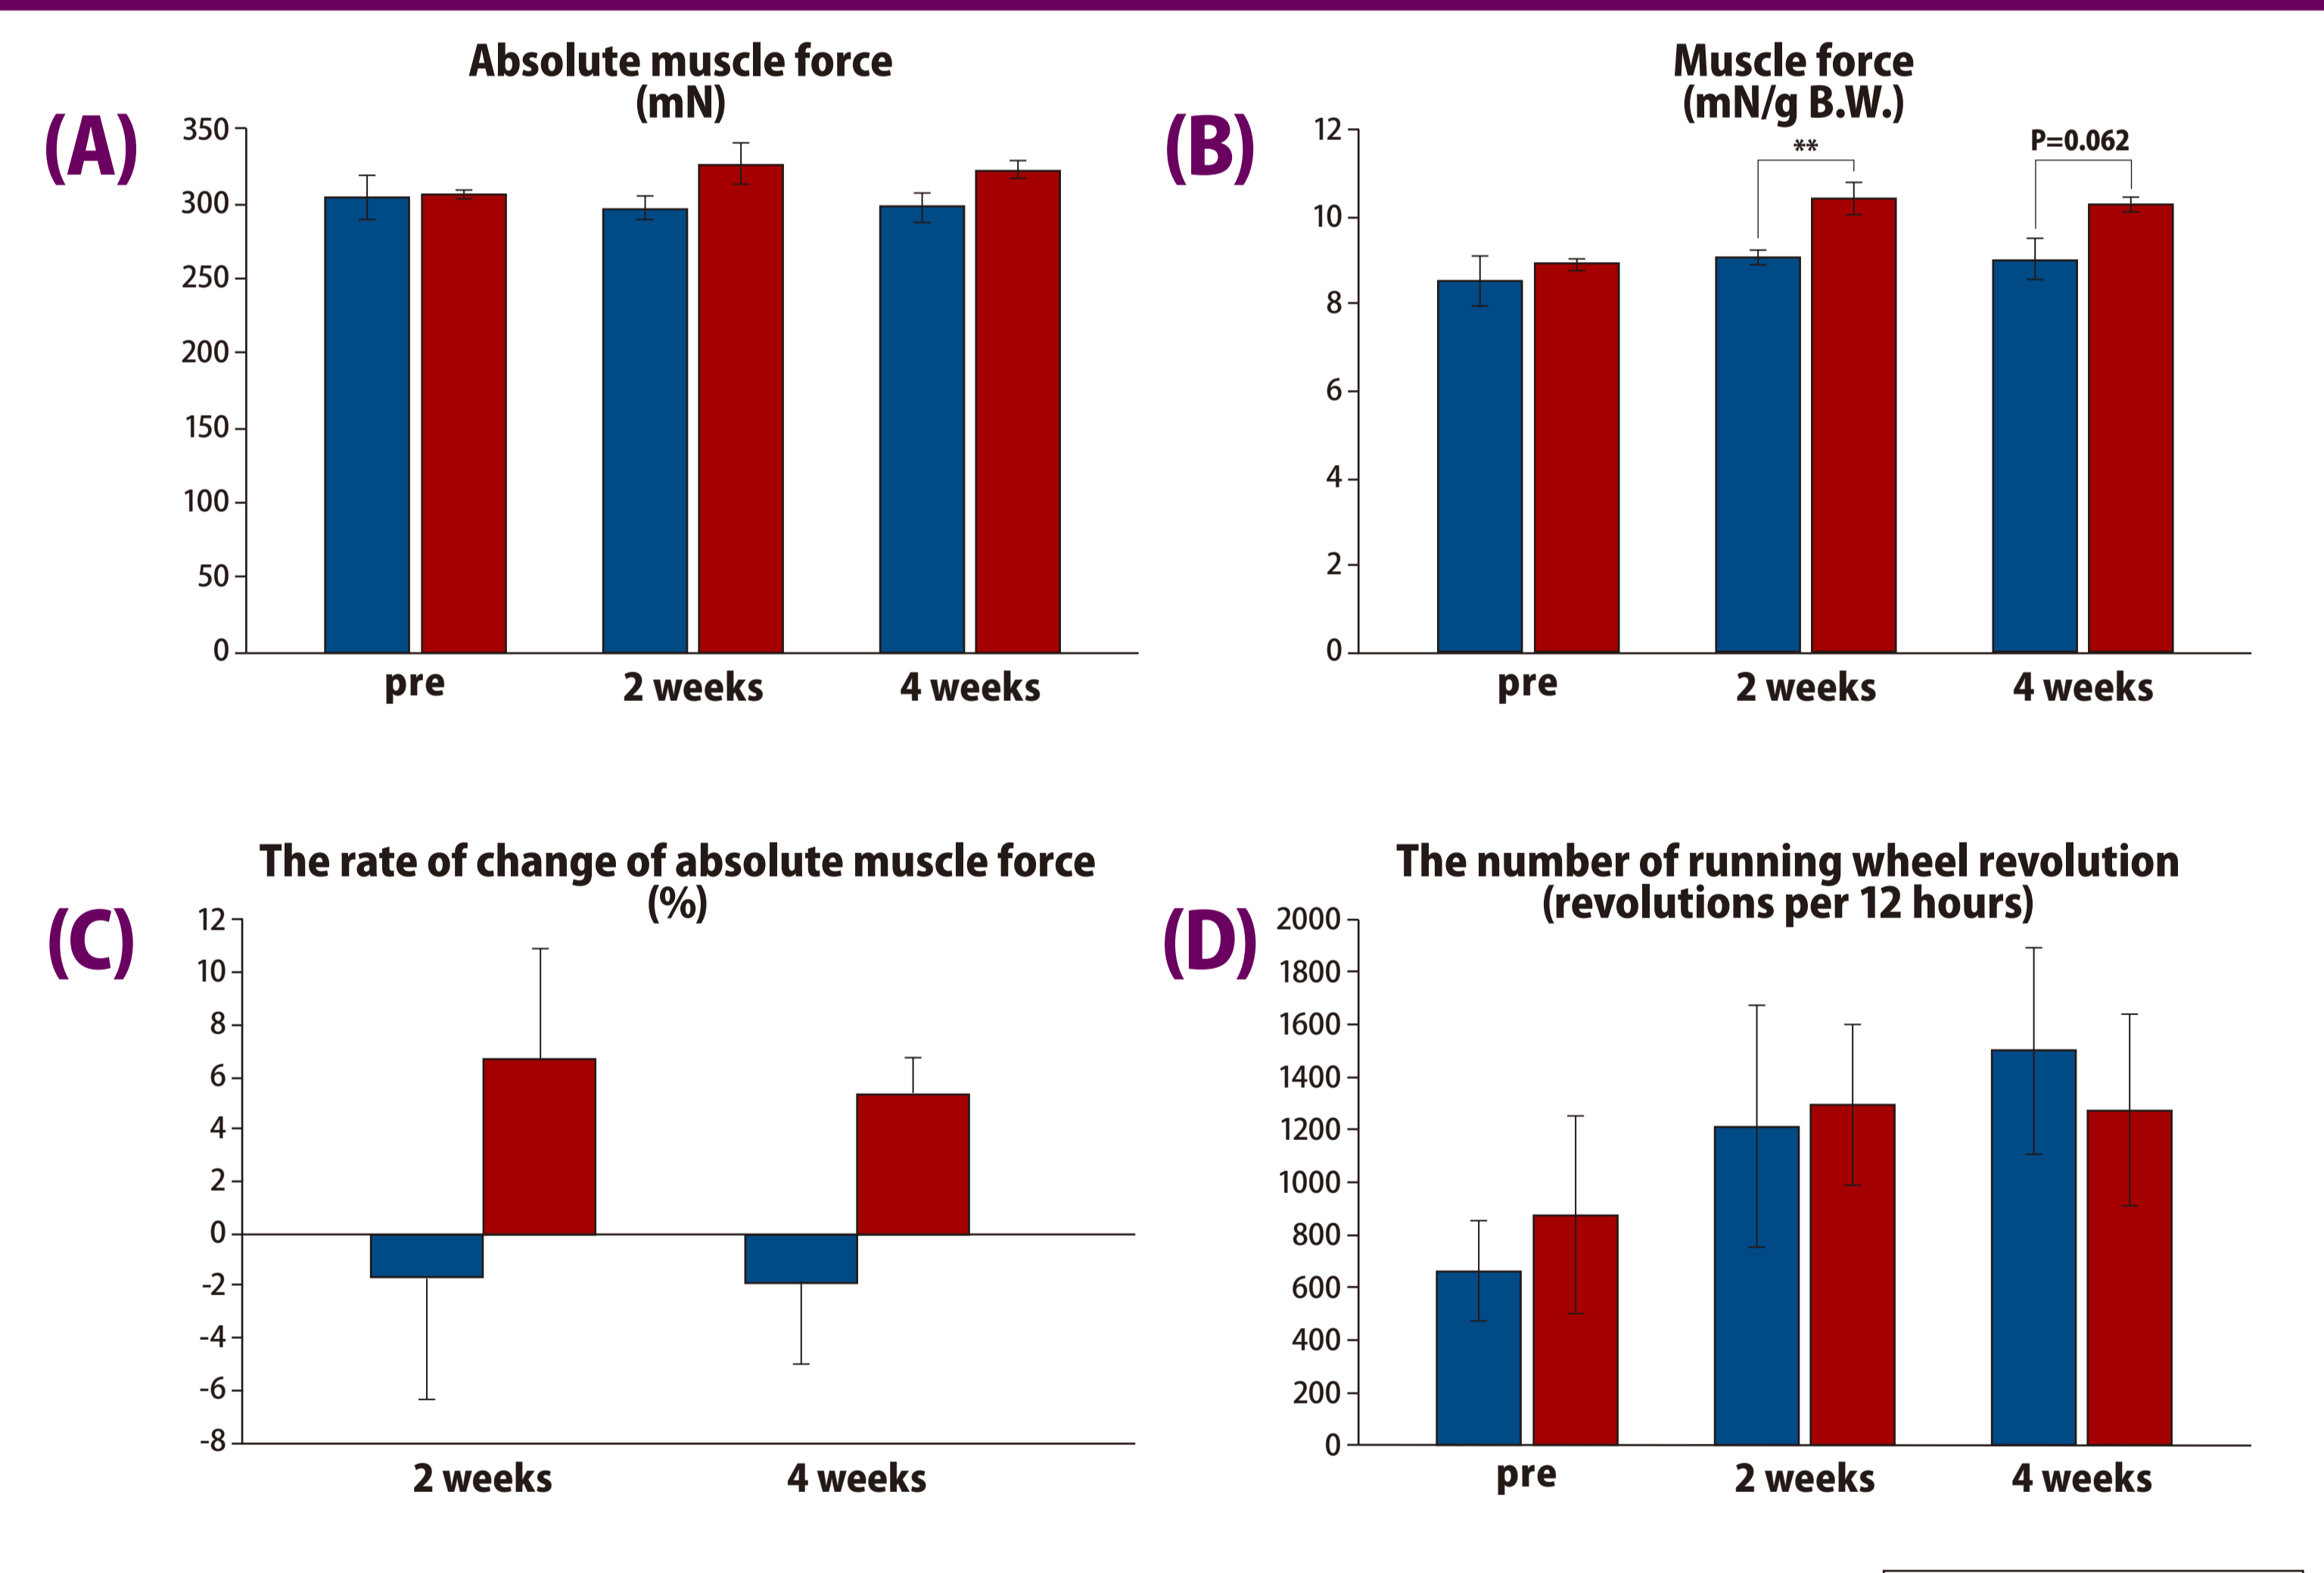 (A)
Absolute muscle force
(mN)
350
300
250
200
150
100
50
0
pre
2 weeks
4 weeks
(B)
Muscle force
(mN/g B.W.)
12
10
8
6
4
2
0
**
P=0.062
pre
2 weeks
4 weeks
(C)
The rate of change of absolute muscle force
(%)
12
10
8
6
4
2
0
-2
-4
-6
-8
2 weeks
4 weeks
(D)
The number of running wheel revolution
(revolutions per 12 hours)
2000
1800
1600
1400
1200
1000
800
600
400
200
0
pre
2 weeks
4 weeks